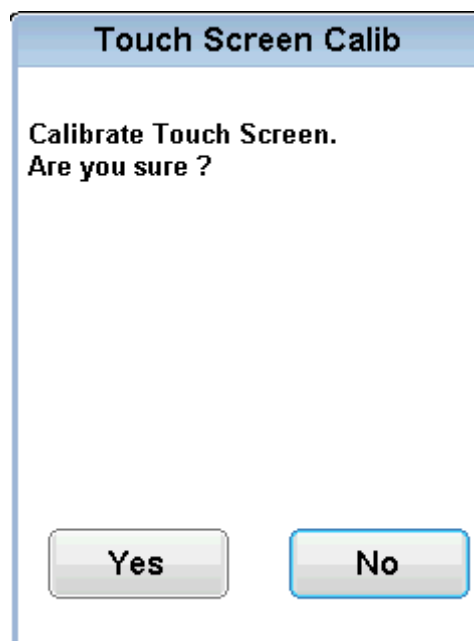 Touch Screen Calib
Calibrate Touch Screen.
Are you sure ?
Yes
No